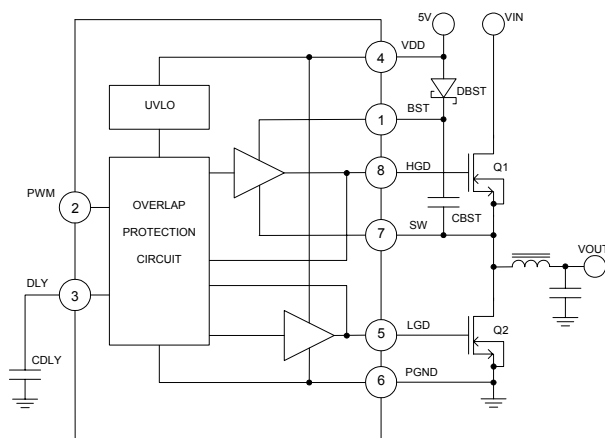 5V
VIN
4
VDD
DBST
UVLO
1
BST
8
HGD
Q1
PWM
2
OVERLAP
PROTECTION
CIRCUIT
CBST
7
SW
VOUT
DLY
3
5
LGD
Q2
CDLY
6
PGND